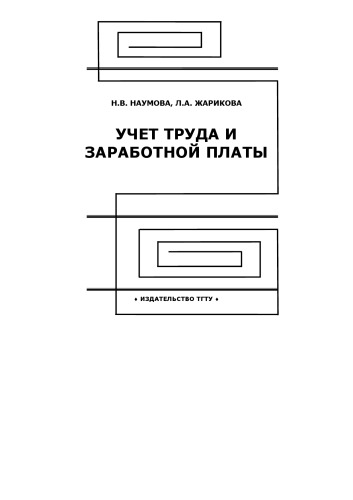 Н.В. НАУМОВА, Л.А. ЖАРИКОВА
УЧЕТ ТРУДА И
ЗАРАБОТНОЙ ПЛАТЫ
♦ ИЗДАТЕЛЬСТВО ТГТУ ♦